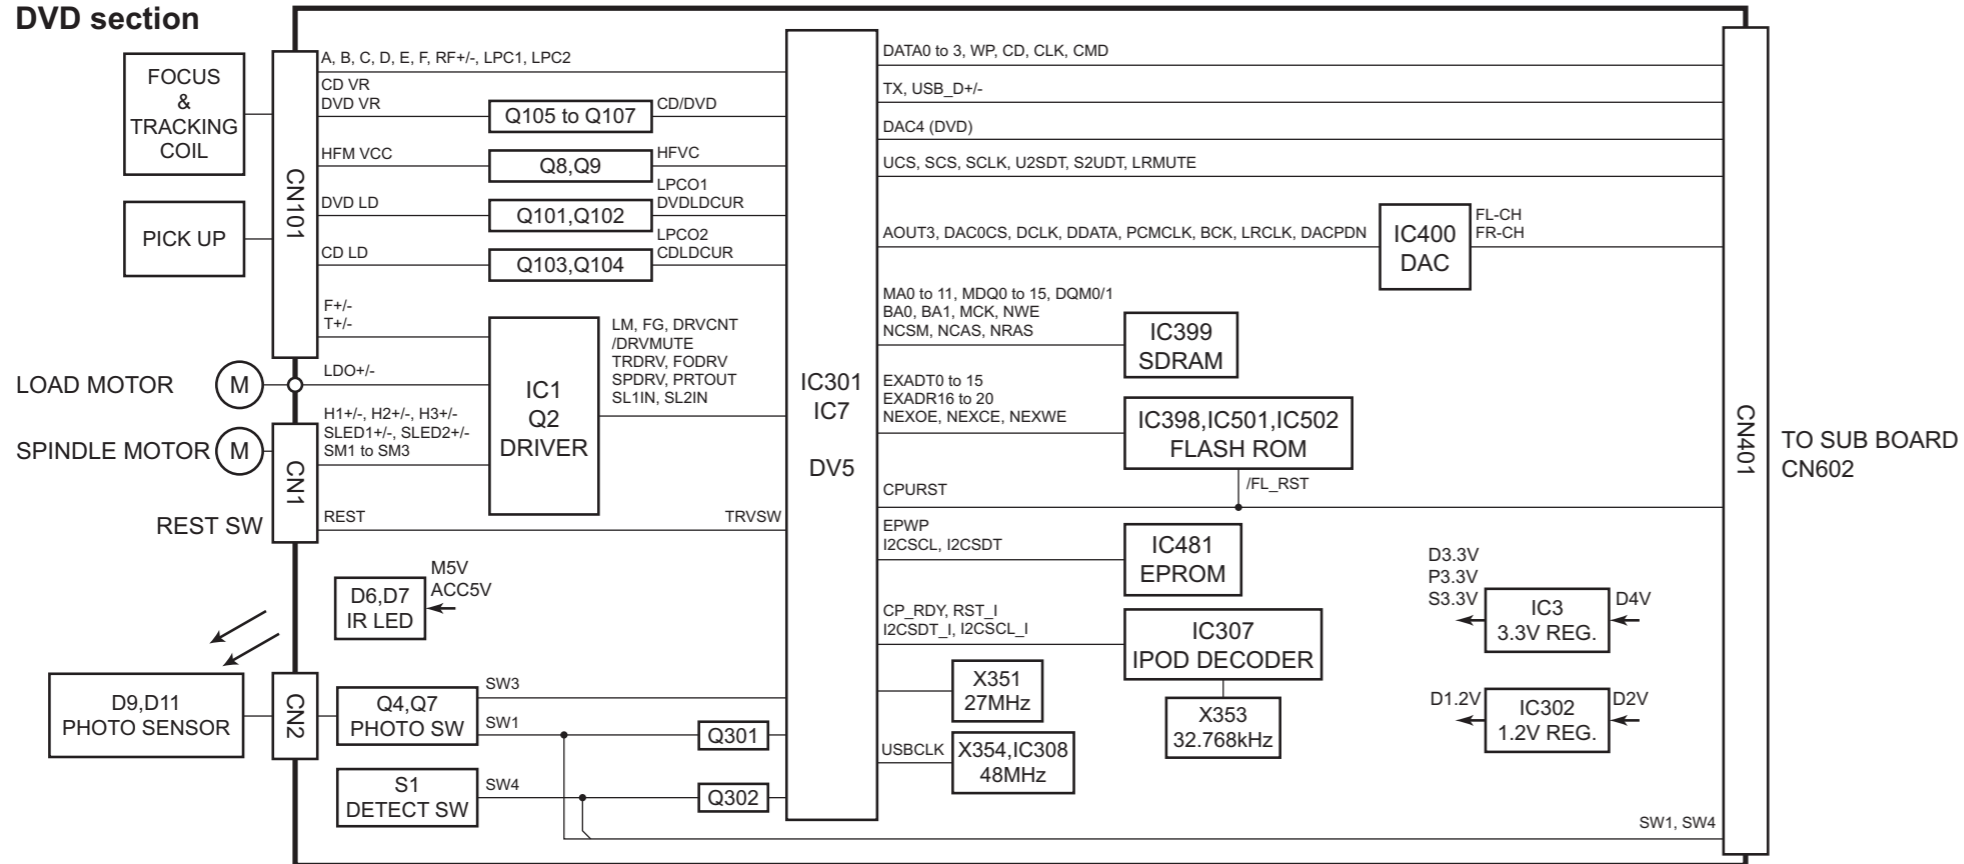 DVD section
FOCUS
&
TRACKING
COIL
PICK UP
LOAD MOTOR
M
SPINDLE MOTOR
M
REST SW
D9,D11
PHOTO SENSOR
CN101
CN1
CN2
A, B, C, D, E, F, RF+/-, LPC1, LPC2
CD VR
DVD VR
Q105 to Q107
CD/DVD
HFM VCC
Q8,Q9
HFVC
DVD LD
Q101,Q102
LPCO1
DVDLDCUR
CD LD
Q103,Q104
LPCO2
CDLDCUR
F+/-
T+/-
LDO+/-
H1+/-, H2+/-, H3+/-
SLED1+/-, SLED2+/-
SM1 to SM3
IC1
Q2
DRIVER
LM, FG, DRVCNT
/DRVMUTE
TRDRV, FODRV
SPDRV, PRTOUT
SL1IN, SL2IN
REST
TRVSW
D6,D7
IR LED
M5V
ACC5V
Q4,Q7
PHOTO SW
SW3
SW1
Q301
S1
DETECT SW
SW4
Q302
IC301
IC7
DV5
DATA0 to 3, WP, CD, CLK, CMD
TX, USB_D+/-
DAC4 (DVD)
UCS, SCS, SCLK, U2SDT, S2UDT, LRMUTE
AOUT3, DAC0CS, DCLK, DDATA, PCMCLK, BCK, LRCLK, DACPDN
IC400
DAC
FL-CH
FR-CH
MA0 to 11, MDQ0 to 15, DQM0/1
BA0, BA1, MCK, NWE
NCSM, NCAS, NRAS
IC399
SDRAM
EXADT0 to 15
EXADR16 to 20
NEXOE, NEXCE, NEXWE
IC398,IC501,IC502
FLASH ROM
CPURST
/FL_RST
EPWP
I2CSCL, I2CSDT
IC481
EPROM
CP_RDY, RST_I
I2CSDT_I, I2CSCL_I
IC307
IPOD DECODER
X351
27MHz
X353
32.768kHz
USBCLK
X354,IC308
48MHz
D3.3V
P3.3V
S3.3V
IC3
3.3V REG.
D4V
D1.2V
IC302
1.2V REG.
D2V
SW1, SW4
CN401
TO SUB BOARD
CN602